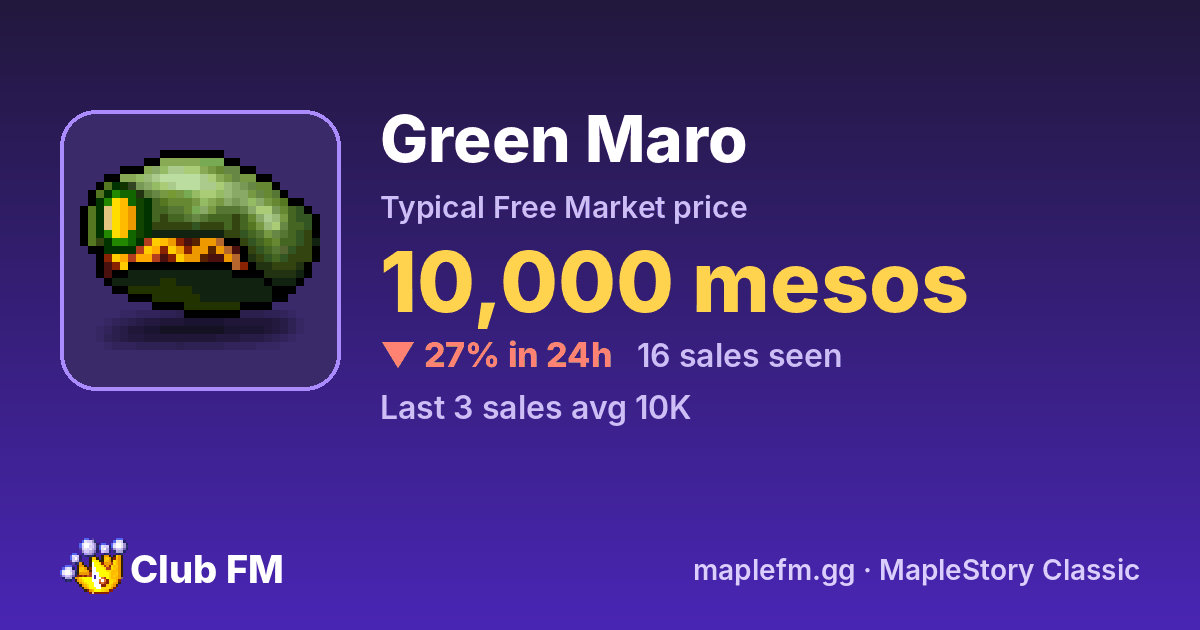 Green Maro
Typical Free Market price
10,000 mesos
▼ 27% in 24h 16 sales seen
Last 3 sales avg 10K
Club FM
maplefm.gg · MapleStory Classic